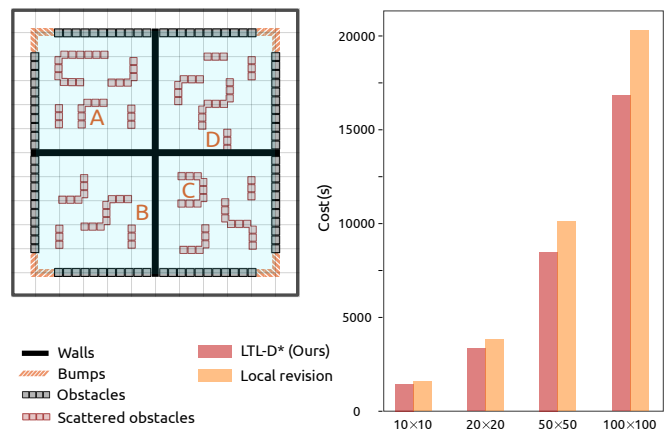 A
D
B
C
Walls
Bumps
Obstacles
Scattered obstacles
LTL-D* (Ours)
Local revision
Cost (s)
20000
15000
10000
5000
0
10×10
20×20
50×50
100×100